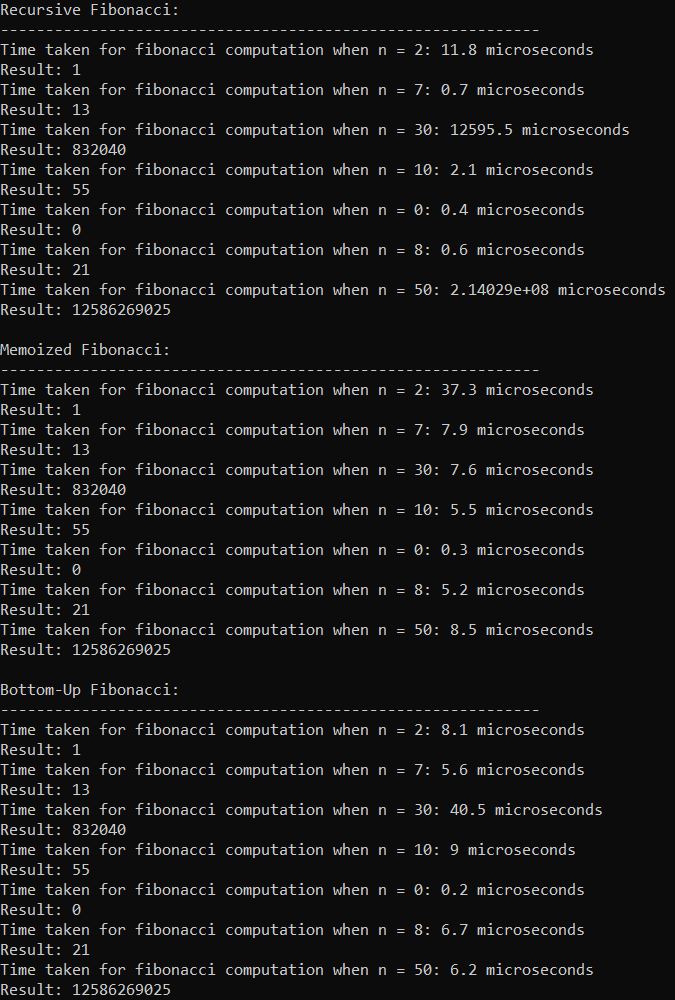 Recursive Fibonacci:
------------------------------------------------------------
Time taken for fibonacci computation when n = 2: 11.8 microseconds
Result: 1
Time taken for fibonacci computation when n = 7: 0.7 microseconds
Result: 13
Time taken for fibonacci computation when n = 30: 12595.5 microseconds
Result: 832040
Time taken for fibonacci computation when n = 10: 2.1 microseconds
Result: 55
Time taken for fibonacci computation when n = 0: 0.4 microseconds
Result: 0
Time taken for fibonacci computation when n = 8: 0.6 microseconds
Result: 21
Time taken for fibonacci computation when n = 50: 2.14029e+08 microseconds
Result: 12586269025

Memoized Fibonacci:
------------------------------------------------------------
Time taken for fibonacci computation when n = 2: 37.3 microseconds
Result: 1
Time taken for fibonacci computation when n = 7: 7.9 microseconds
Result: 13
Time taken for fibonacci computation when n = 30: 7.6 microseconds
Result: 832040
Time taken for fibonacci computation when n = 10: 5.5 microseconds
Result: 55
Time taken for fibonacci computation when n = 0: 0.3 microseconds
Result: 0
Time taken for fibonacci computation when n = 8: 5.2 microseconds
Result: 21
Time taken for fibonacci computation when n = 50: 8.5 microseconds
Result: 12586269025

Bottom-Up Fibonacci:
------------------------------------------------------------
Time taken for fibonacci computation when n = 2: 8.1 microseconds
Result: 1
Time taken for fibonacci computation when n = 7: 5.6 microseconds
Result: 13
Time taken for fibonacci computation when n = 30: 40.5 microseconds
Result: 832040
Time taken for fibonacci computation when n = 10: 9 microseconds
Result: 55
Time taken for fibonacci computation when n = 0: 0.2 microseconds
Result: 0
Time taken for fibonacci computation when n = 8: 6.7 microseconds
Result: 21
Time taken for fibonacci computation when n = 50: 6.2 microseconds
Result: 12586269025